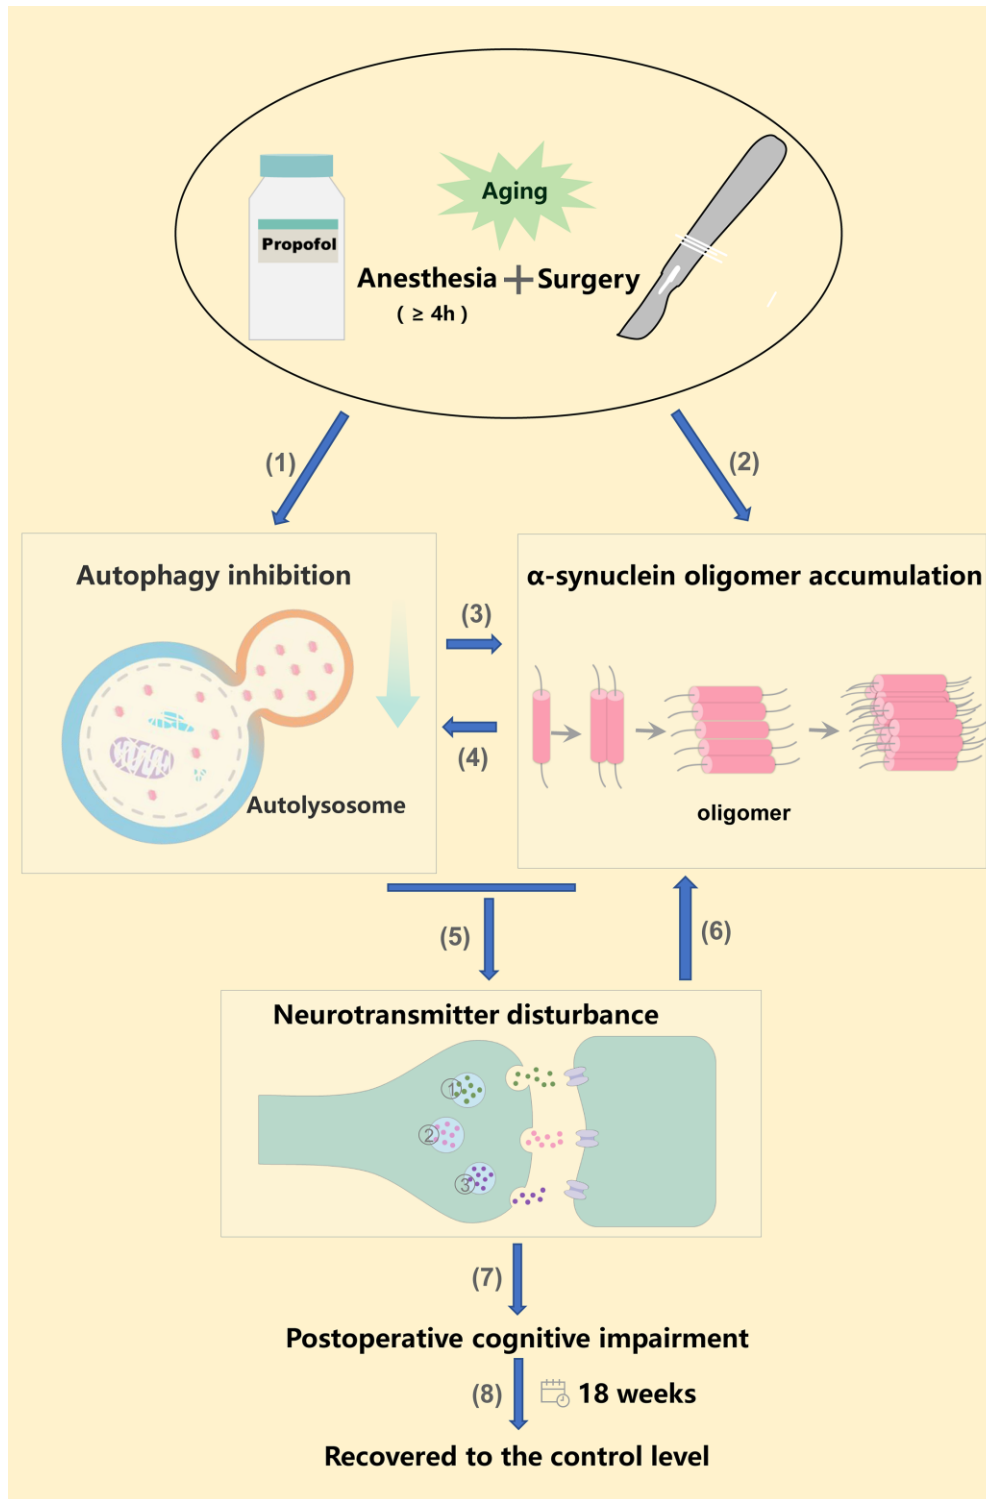 Aging
Propofol
Anesthesia + Surgery
( ≥ 4h )
(1)
(2)
Autophagy inhibition
α-synuclein oligomer accumulation
(3)
(4)
Autolysosome
oligomer
(5)
(6)
Neurotransmitter disturbance
1
2
3
(7)
Postoperative cognitive impairment
(8)
18 weeks
Recovered to the control level